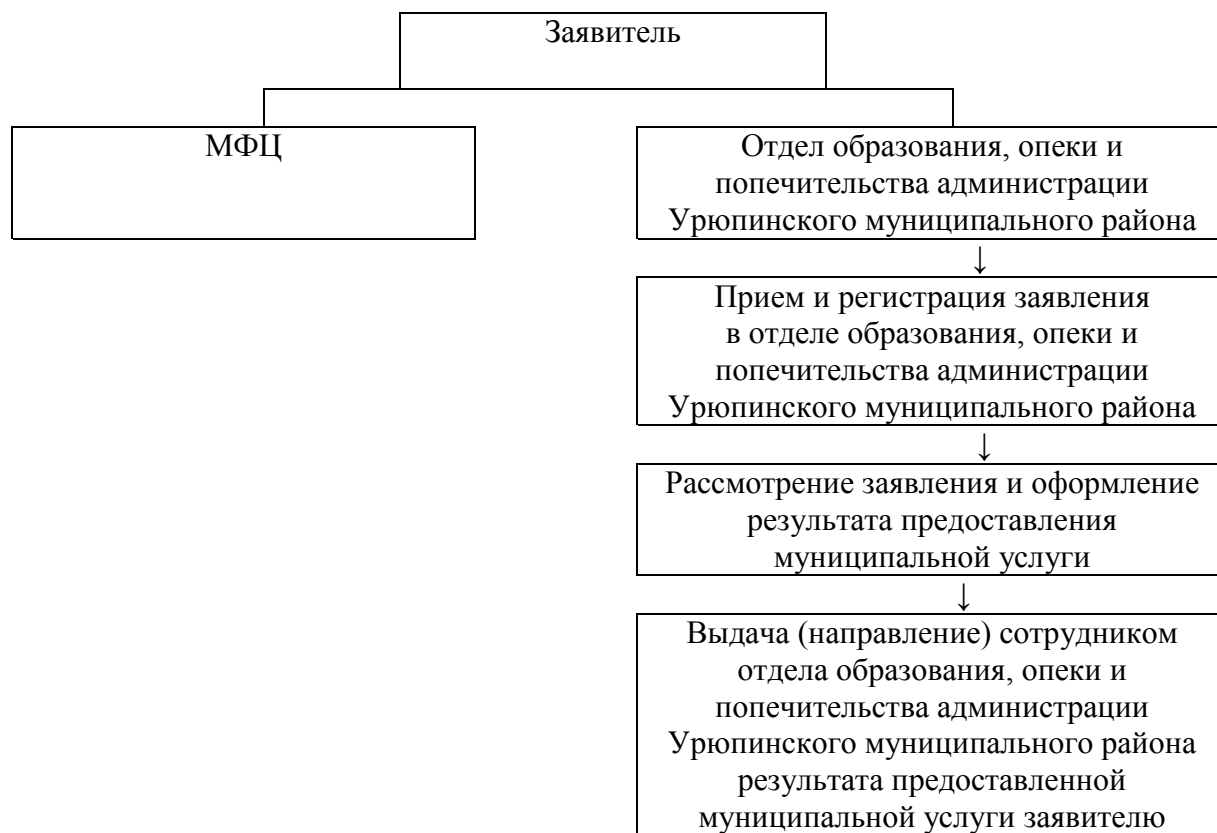 Заявитель
МФЦ
Отдел образования, опеки и
попечительства администрации
Урюпинского муниципального района
↓
Прием и регистрация заявления
в отделе образования, опеки и
попечительства администрации
Урюпинского муниципального района
↓
Рассмотрение заявления и оформление
результата предоставления
муниципальной услуги
↓
Выдача (направление) сотрудником
отдела образования, опеки и
попечительства администрации
Урюпинского муниципального района
результата предоставленной
муниципальной услуги заявителю